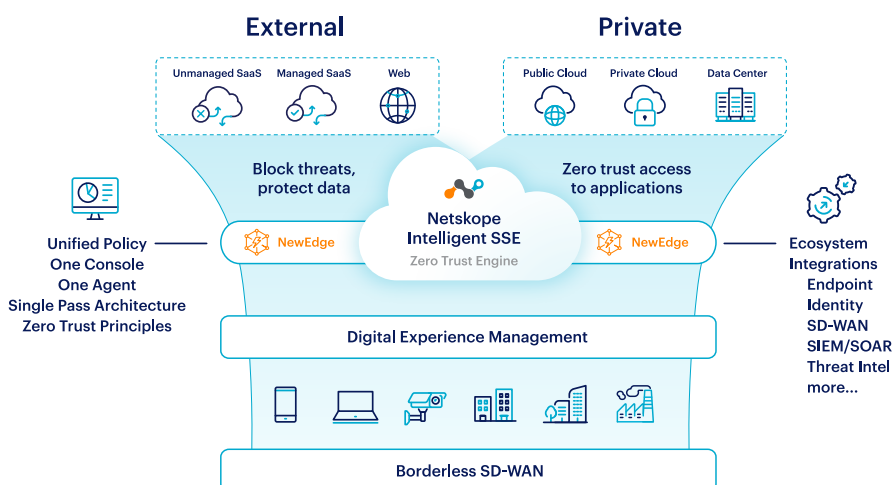 External
Private
Unmanaged SaaS
Managed SaaS
Web
Public Cloud
Private Cloud
Data Center
Block threats,
protect data
Zero trust access
to applications
Netskope
Intelligent SSE
Zero Trust Engine
NewEdge
NewEdge
Unified Policy
One Console
One Agent
Single Pass Architecture
Zero Trust Principles
Ecosystem
Integrations
Endpoint
Identity
SD-WAN
SIEM/SOAR
Threat Intel
more...
Digital Experience Management
Borderless SD-WAN